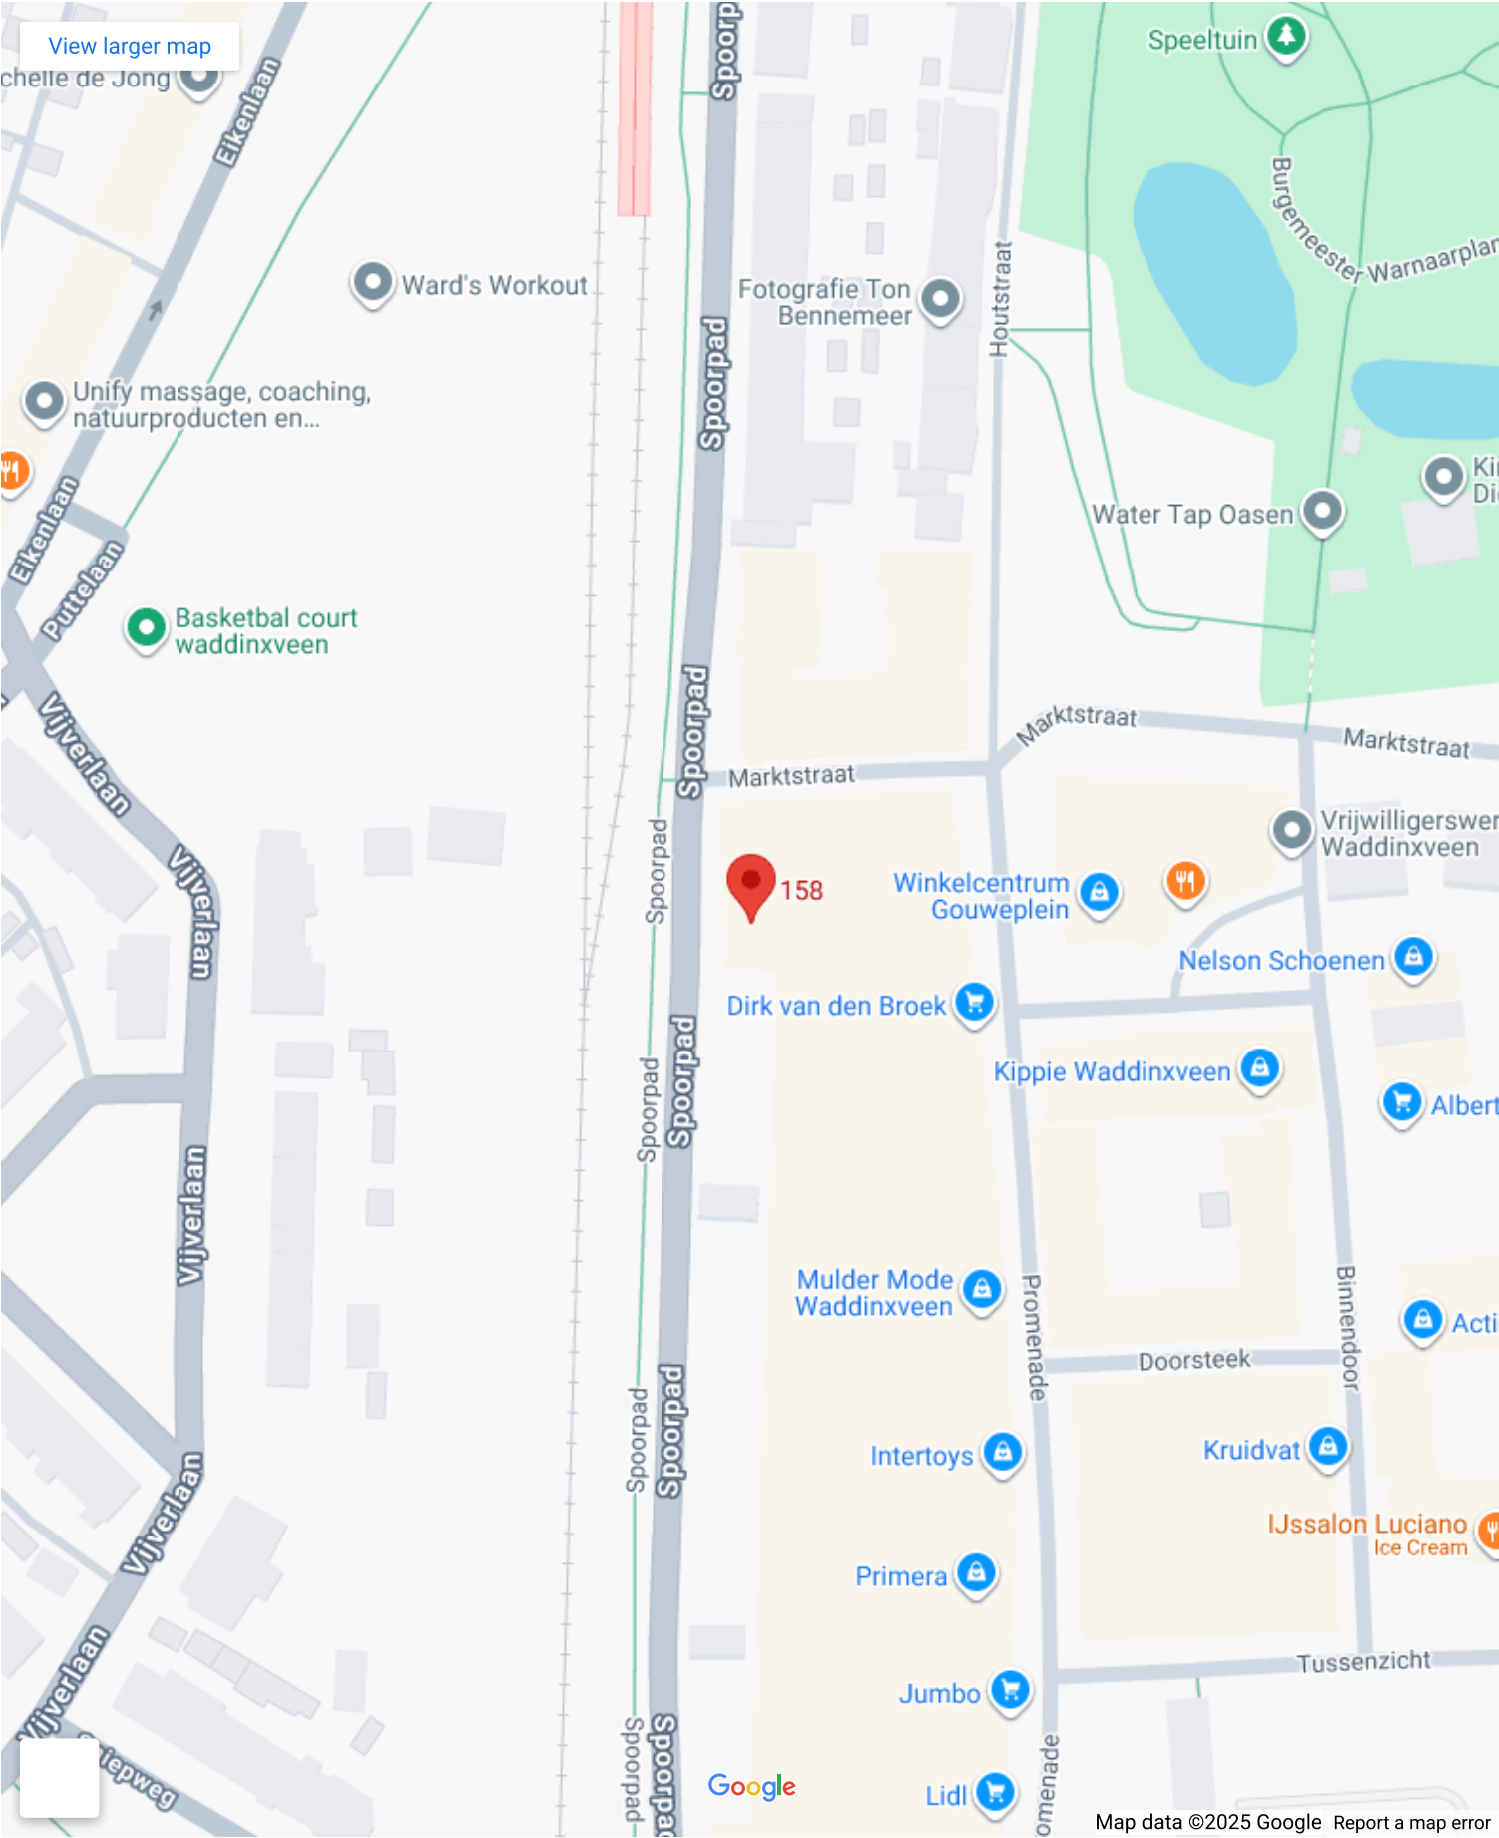 View larger map
chelle de Jong
Eikenlaan
Spoorp
Speeltuin
Burgemeester Warnaarplan
Ward's Workout
Fotografie Ton
Bennemeer
Houtstraat
Spoorpad
Unify massage, coaching,
natuurproducten en...
Eikenlaan
Puttelaan
Water Tap Oasen
Basketbal court
waddinxveen
Vijverlaan
Spoorpad
Marktstraat
Marktstraat
Marktstraat
Vrijwilligerswer
Waddinxveen
Vijverlaan
Spoorpad
158
Winkelcentrum
Gouweplein
Nelson Schoenen
Dirk van den Broek
Kippie Waddinxveen
Albert
Spoorpad
Spoorpad
Vijverlaan
Mulder Mode
Waddinxveen
Promenade
Binnendoor
Acti
Doorsteek
Spoorpad
Spoorpad
Intertoys
Kruidvat
Vijverlaan
IJssalon Luciano
Ice Cream
Primera
Tussenzicht
Jumbo
Vijverlaan
Spoorpad
Spoorpad
omenade
Google
Lidl
Map data ©2025 Google
Report a map error